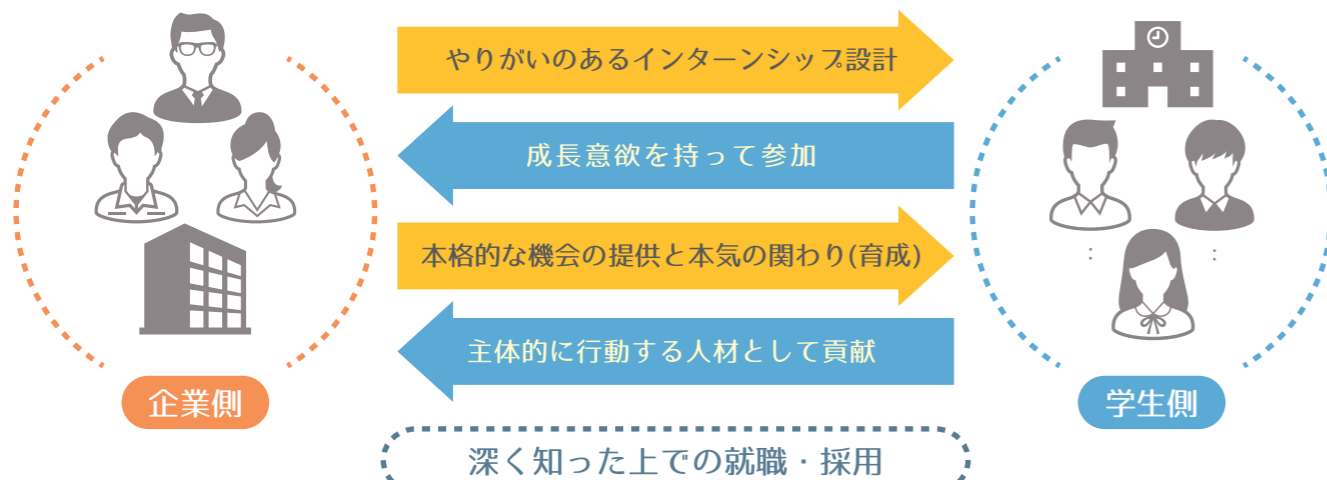 やりがいのあるインターンシップ設計
成長意欲を持って参加
本格的な機会の提供と本気の関わり(育成)
主体的に行動する人材として貢献
企業側
学生側
深く知った上での就職・採用